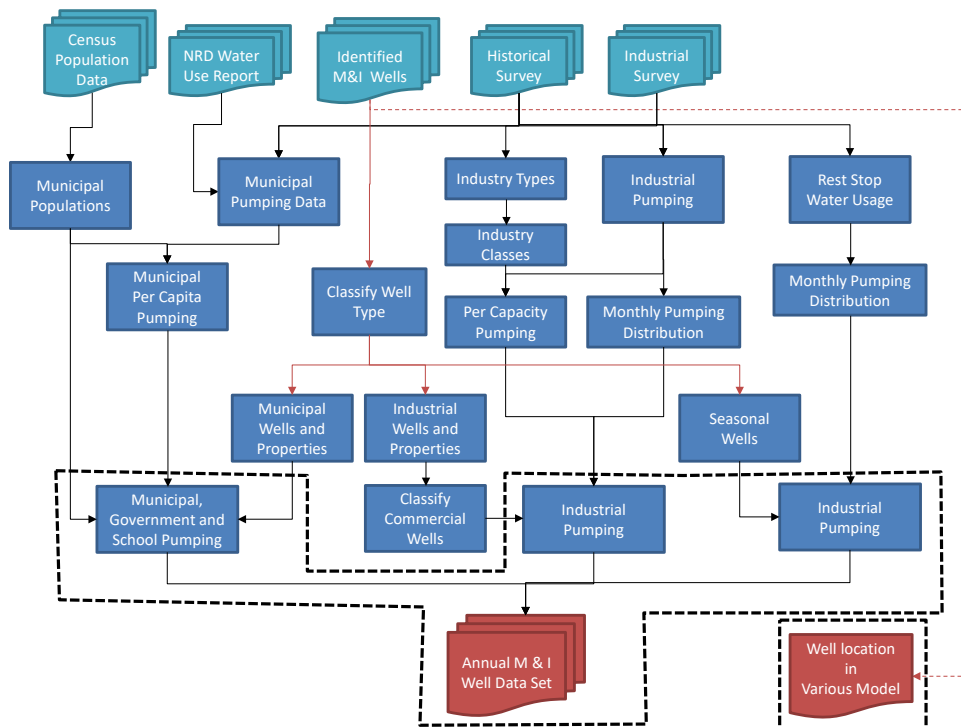 Census
Population
Data
NRD Water
Use Report
Identified
M&I Wells
Historical
Survey
Industrial
Survey
Municipal
Populations
Municipal
Pumping Data
Industry Types
Industrial
Pumping
Rest Stop
Water Usage
Industry
Classes
Municipal
Per Capita
Pumping
Classify Well
Type
Per Capacity
Pumping
Monthly Pumping
Distribution
Monthly Pumping
Distribution
Municipal
Wells and
Properties
Industrial
Wells and
Properties
Seasonal
Wells
Municipal,
Government and
School Pumping
Classify
Commercial
Wells
Industrial
Pumping
Industrial
Pumping
Annual M & I
Well Data Set
Well location
in
Various Model